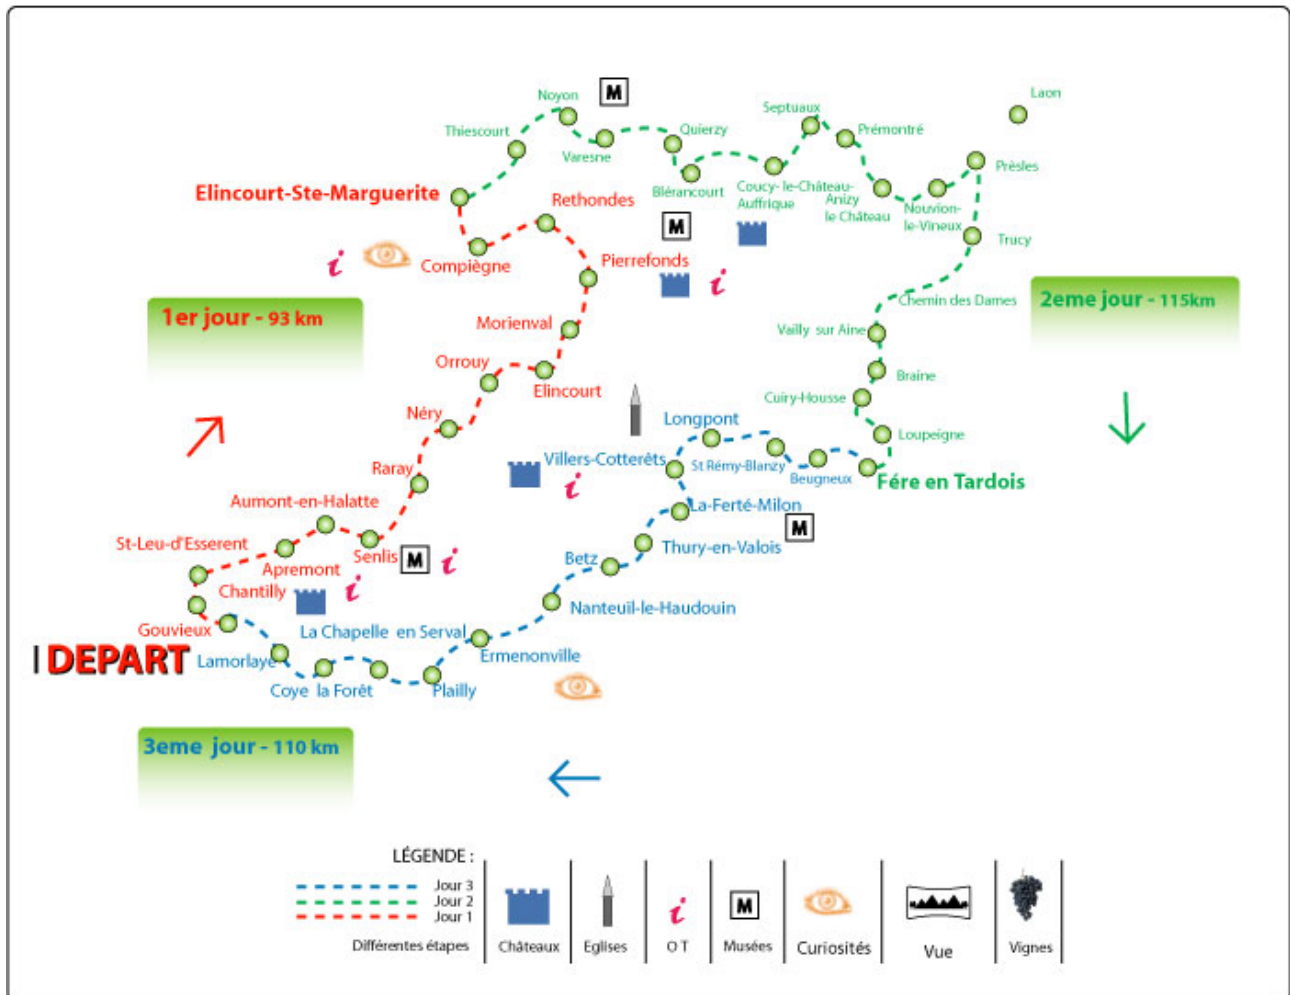 Noyon
M
Laon
Septuaux
Thiescourt
Quierzy
Prémontré
Varesne
Prèsles
Elincourt-Ste-Marguerite
Blérancourt
Coucy-le-Château-
Auffrique
Anizy
le Château
Nouvion-
le-Vineux
Rethondes
M
Trucy
i
Compiègne
Pierrefonds
i
Chemin des Dames
1er jour - 93 km
2eme jour - 115km
Morienval
Vailly sur Aine
Orrouy
Elincourt
Braine
Cuiry-Housse
Néry
Longpont
Loupeigne
Raray
Villers-Cotterêts
St Rémy-Blanzy
Beugneux
Fére en Tardois
i
Aumont-en-Halatte
La-Ferté-Milon
M
St-Leu-d'Esserent
Senlis
M
i
Thury-en-Valois
Apremont
Betz
Chantilly
i
Nanteuil-le-Haudouin
Gouvieux
La Chapelle en Serval
I DEPART
Lamorlaye
Ermenonville
Coye la Forêt
Plailly
3eme jour - 110 km
LÉGENDE :
Jour 3
Jour 2
Jour 1
i
M
Différentes étapes
Châteaux
Eglises
O T
Musées
Curiosités
Vue
Vignes